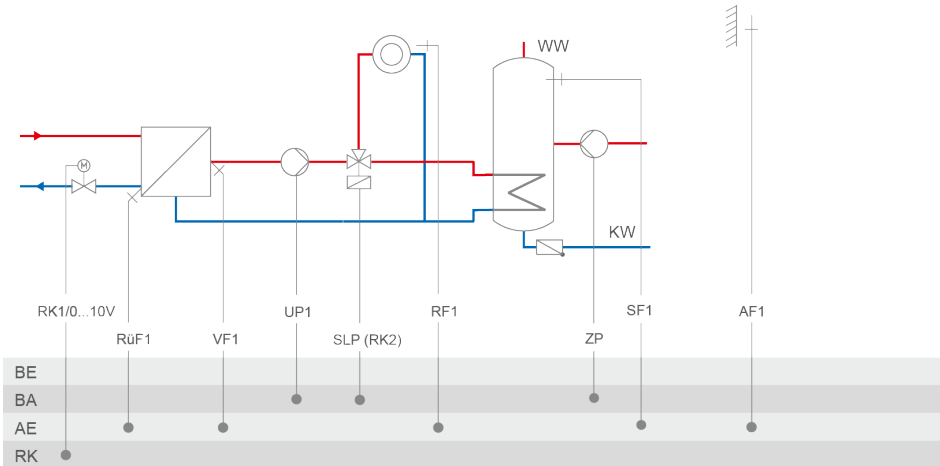 WW
M
KW
RK1/0...10V
UP1
RF1
SF1
AF1
RüF1
VF1
SLP (RK2)
ZP
BE
BA
AE
RK